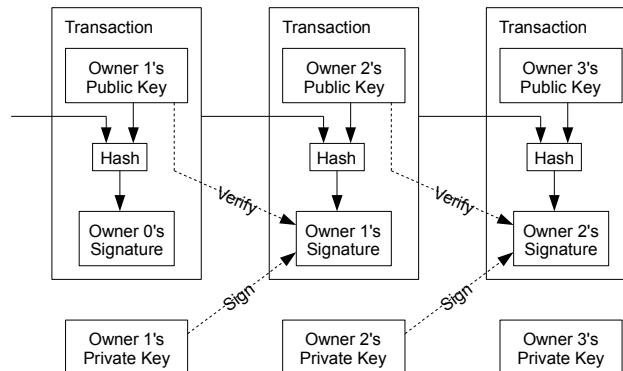 Transaction
Transaction
Transaction
Owner 1's
Public Key
Owner 2's
Public Key
Owner 3's
Public Key
Hash
Hash
Hash
Verify
Verify
Owner 0's
Signature
Owner 1's
Signature
Owner 2's
Signature
Sign
Sign
Owner 1's
Private Key
Owner 2's
Private Key
Owner 3's
Private Key